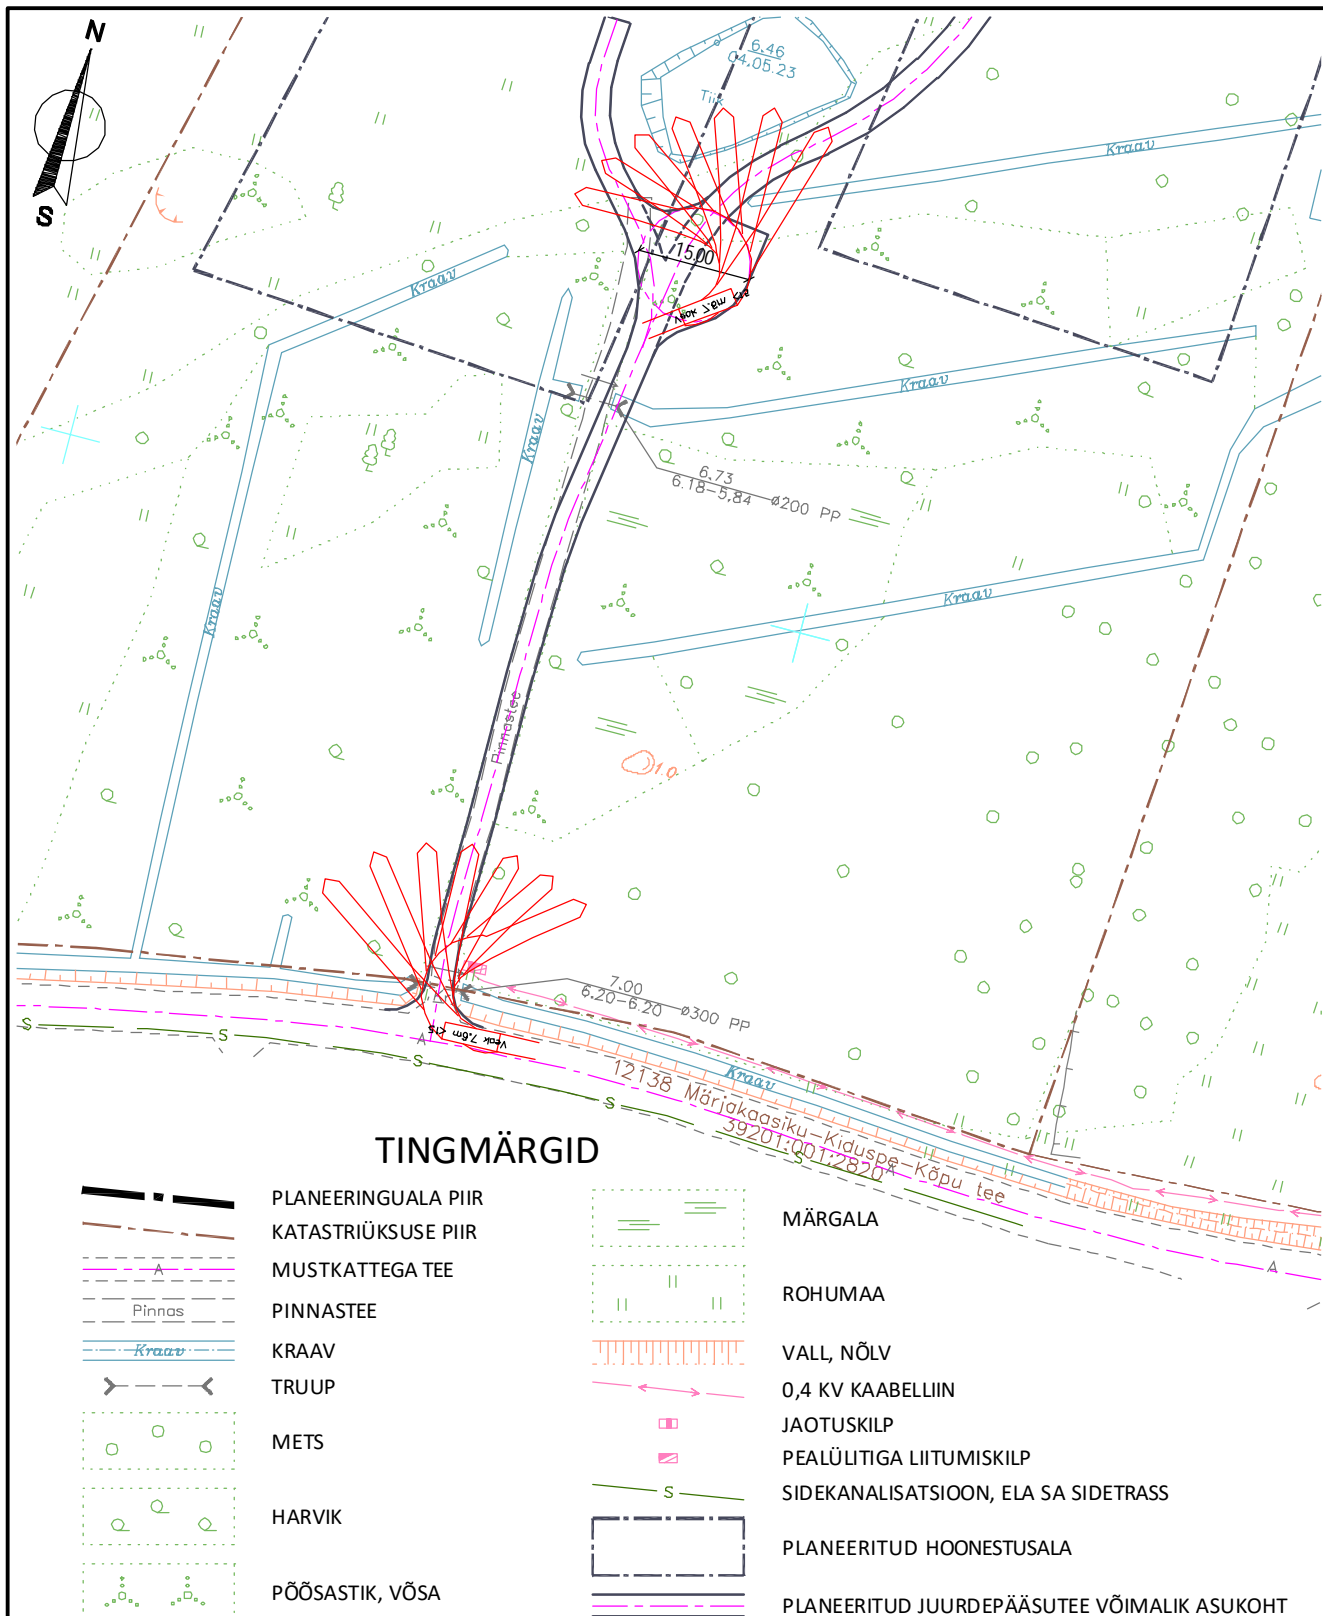 N
S
6.46
04.05.23
Tiik
Kraav
Kraav
15.00
Kraav
Kraav
6.73
6.18-5.84
ø200 PP
Kraav
Kraav
Pinnastee
1.0
7.00
6.20-6.20
ø300 PP
A
S
S
S
S
S
Kraav
12138 Märjakaasiku-Kiduspe-Kõpu tee
39201:001:2820
A
A
TINGMÄRGID
PLANEERINGUALA PIIR
KATASTRIÜKSUSE PIIR
A
MUSTKATTEGA TEE
Pinnas
PINNASTEE
Kraav
KRAAV
TRUUP
METS
HARVIK
PÕÕSASTIK, VÕSA
MÄRGALA
ROHUMAA
VALL, NÕLV
0,4 KV KAABELLIIN
JAOTUSKILP
PEALÜLITIGA LIITUMISKILP
S
SIDEKANALISATSIOON, ELA SA SIDETRASS
PLANEERITUD HOONESTUSALA
PLANEERITUD JUURDEPÄÄSUTEE VÕIMALIK ASUKOHT